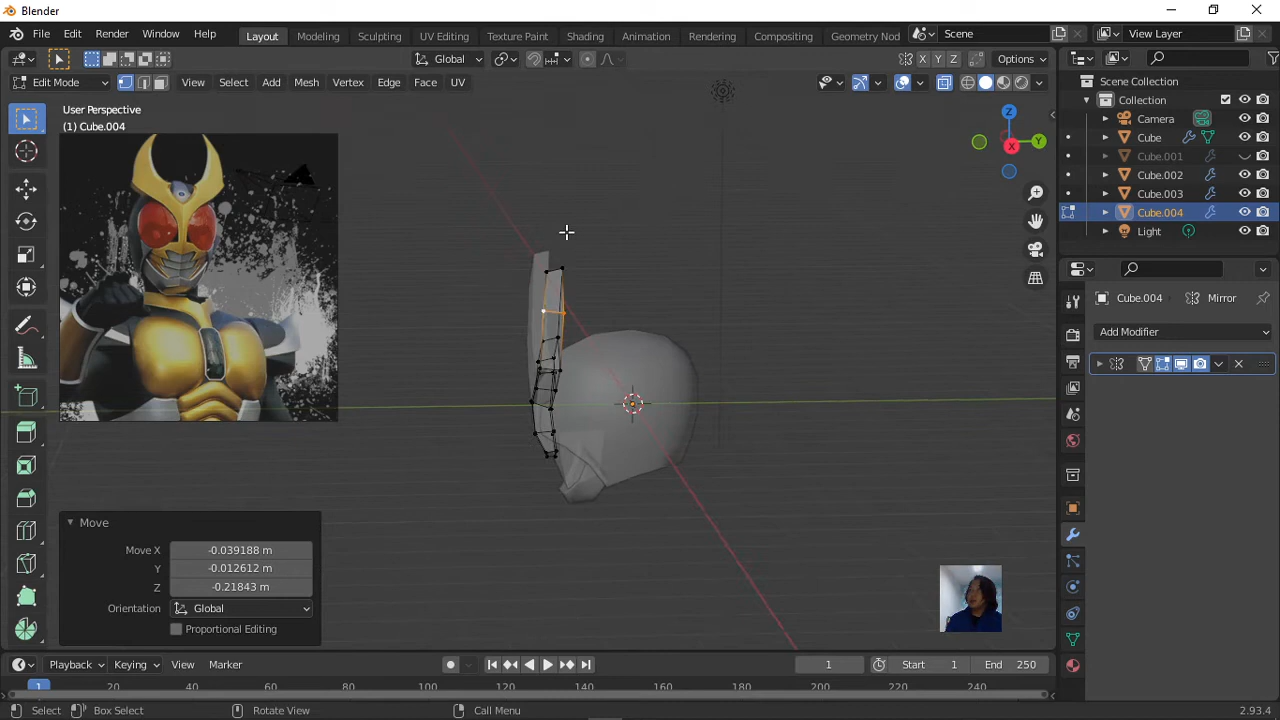 Blender
File Edit Render Window Help Layout Modeling Sculpting UV Editing Texture Paint Shading Animation Rendering Compositing Geometry Nod Scene View Layer
Global X Y Z Options
Edit Mode View Select Add Mesh Vertex Edge Face UV
User Perspective
(1) Cube.004
Z
Y
X
Scene Collection
Collection
Camera
Cube
Cube.001
Cube.002
Cube.003
Cube.004
Light
Cube.004 Mirror
Add Modifier
Move
Move X -0.039188 m
Y -0.012612 m
Z -0.21843 m
Orientation Global
Proportional Editing
Playback Keying View Marker 1 Start 1 End 250
1 20 40 60 80 100 120 140 160 180 200 220 240
Select Box Select Rotate View Call Menu 2.93.4